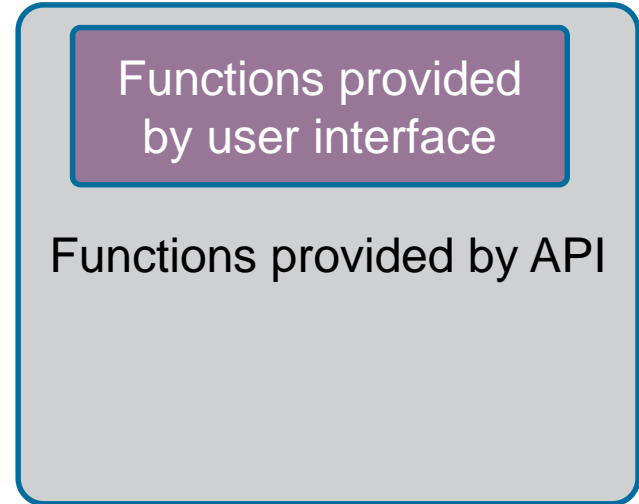 Functions provided
by user interface
Functions provided by API